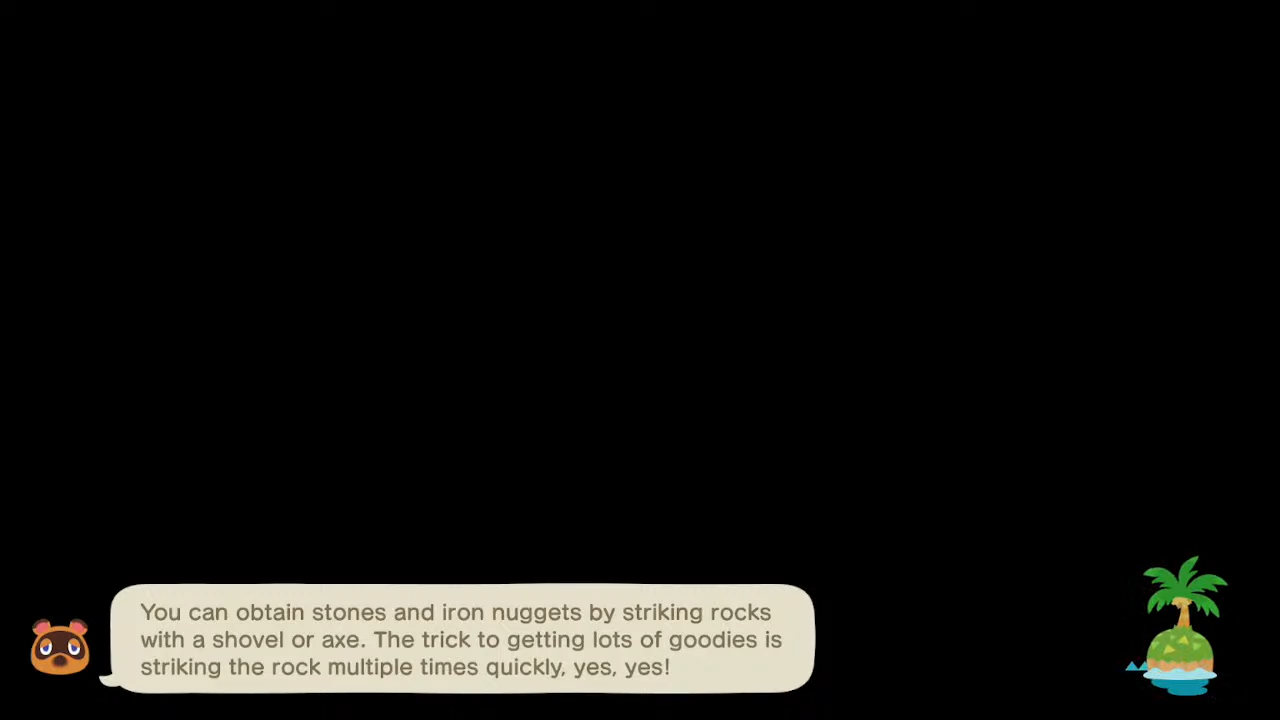 You can obtain stones and iron nuggets by striking rocks
with a shovel or axe. The trick to getting lots of goodies is
striking the rock multiple times quickly, yes, yes!